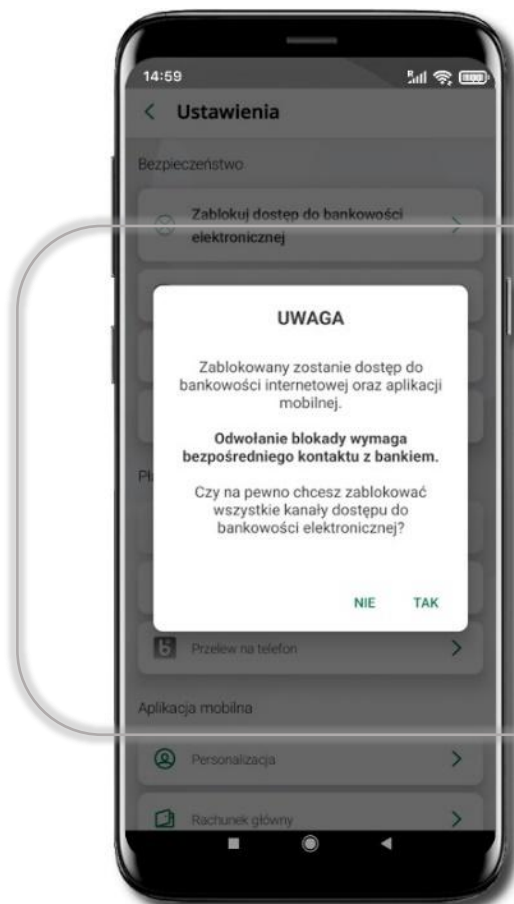 14:59
Ustawienia
Bezpieczeństwo
Zablokuj dostęp do bankowości
elektronicznej
UWAGA
Zablokowany zostanie dostęp do
bankowości internetowej oraz aplikacji
mobilnej.
Odwołanie blokady wymaga
bezpośredniego kontaktu z bankiem.
Czy na pewno chcesz zablokować
wszystkie kanały dostępu do
bankowości elektronicznej?
NIE TAK
Przelew na telefon
Aplikacja mobilna
Personalizacja
Rachunek główny